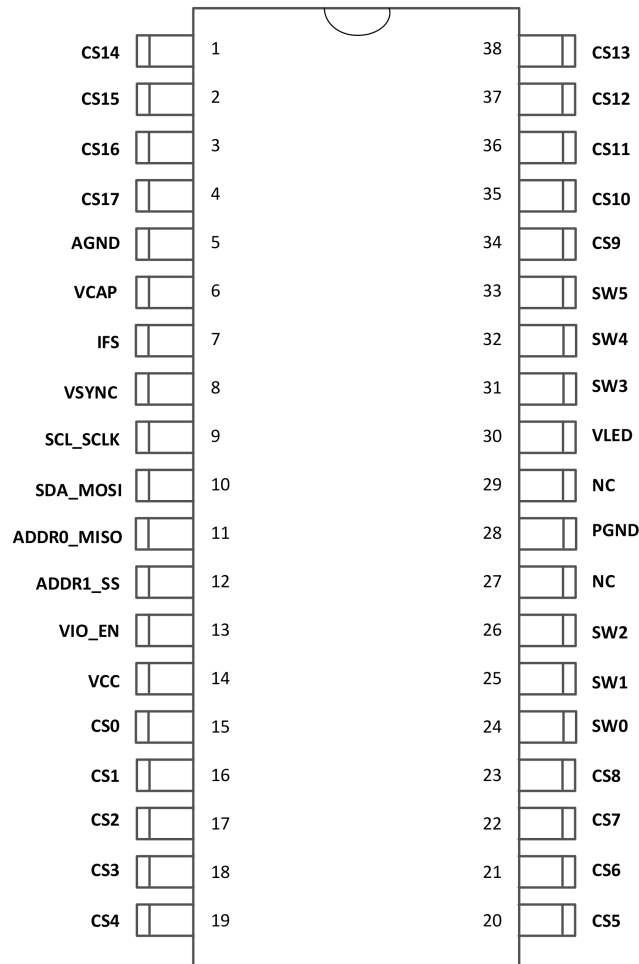 CS14 1 38 CS13
CS15 2 37 CS12
CS16 3 36 CS11
CS17 4 35 CS10
AGND 5 34 CS9
VCAP 6 33 SW5
IFS 7 32 SW4
VSYNC 8 31 SW3
SCL_SCLK 9 30 VLED
SDA_MOSI 10 29 NC
ADDR0_MISO 11 28 PGND
ADDR1_SS 12 27 NC
VIO_EN 13 26 SW2
VCC 14 25 SW1
CS0 15 24 SW0
CS1 16 23 CS8
CS2 17 22 CS7
CS3 18 21 CS6
CS4 19 20 CS5